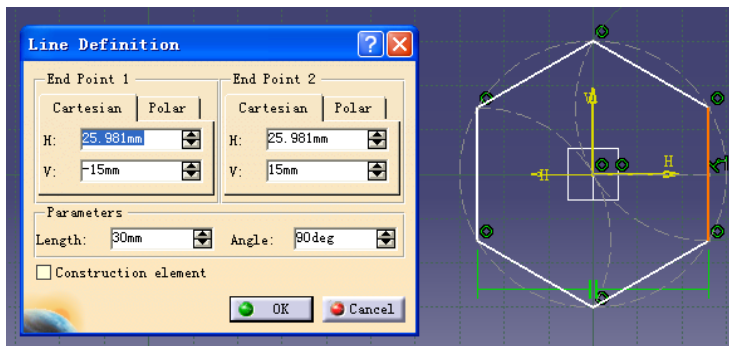 Line Definition
End Point 1
End Point 2
Cartesian
Polar
Cartesian
Polar
H: 25.981mm
H: 25.981mm
V: -15mm
V: 15mm
Parameters
Length: 30mm
Angle: 90deg
Construction element
OK
Cancel
V
H
H